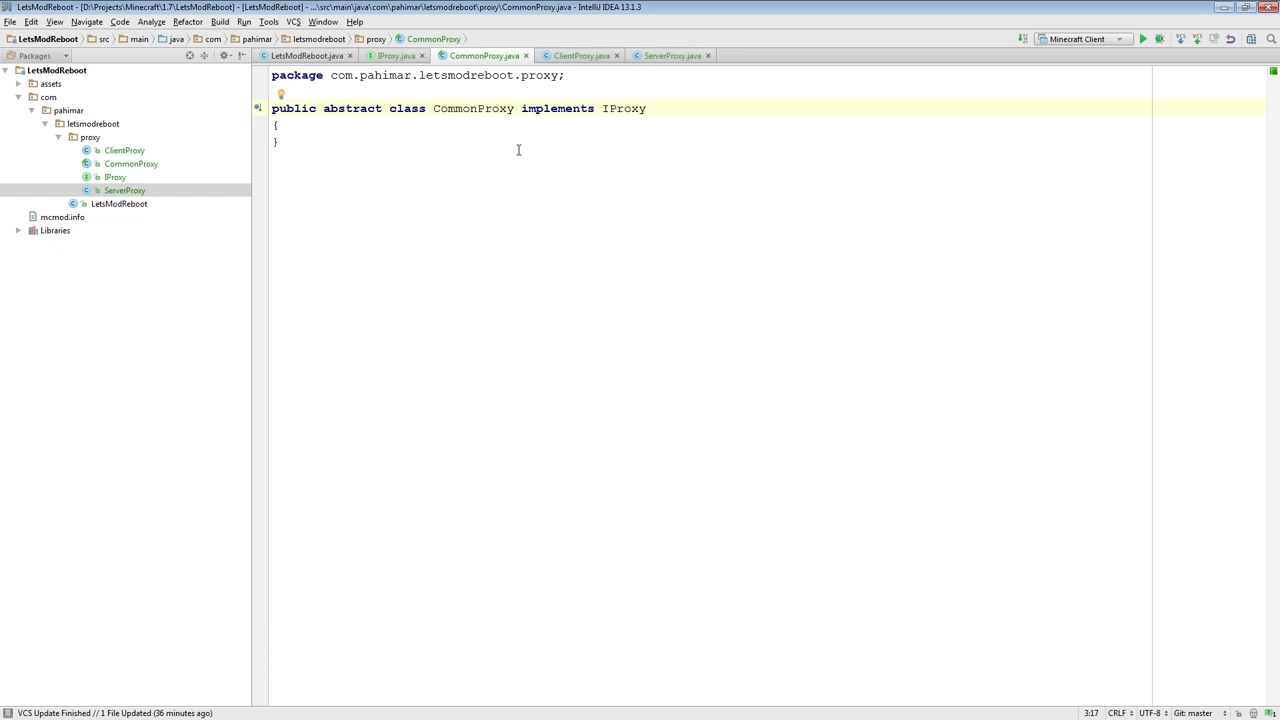 LetsModReboot - [D:\Projects\Minecraft\1.7\LetsModReboot] - [LetsModReboot] - ...\src\main\java\com\pahimar\letsmodreboot\proxy\CommonProxy.java - IntelliJ IDEA 13.1.3
File Edit View Navigate Code Analyze Refactor Build Run Tools VCS Window Help
LetsModReboot src main java com pahimar letsmodreboot proxy CommonProxy Minecraft Client VCS VCS
Packages LetsModReboot.java IProxy.java CommonProxy.java ClientProxy.java ServerProxy.java
LetsModReboot
assets
com
pahimar
letsmodreboot
proxy
ClientProxy
CommonProxy
IProxy
ServerProxy
LetsModReboot
mcmod.info
Libraries
package com.pahimar.letsmodreboot.proxy;
public abstract class CommonProxy implements IProxy
{
}
VCS Update Finished // 1 File Updated (36 minutes ago) 3:17 CRLF UTF-8 Git: master